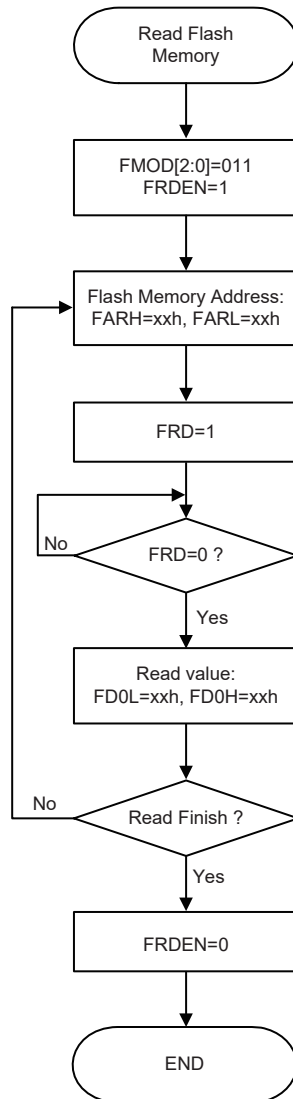 Read Flash
Memory
FMOD[2:0]=011
FRDEN=1
Flash Memory Address:
FARH=xxh, FARL=xxh
FRD=1
No
FRD=0 ?
Yes
Read value:
FD0L=xxh, FD0H=xxh
No
Read Finish ?
Yes
FRDEN=0
END